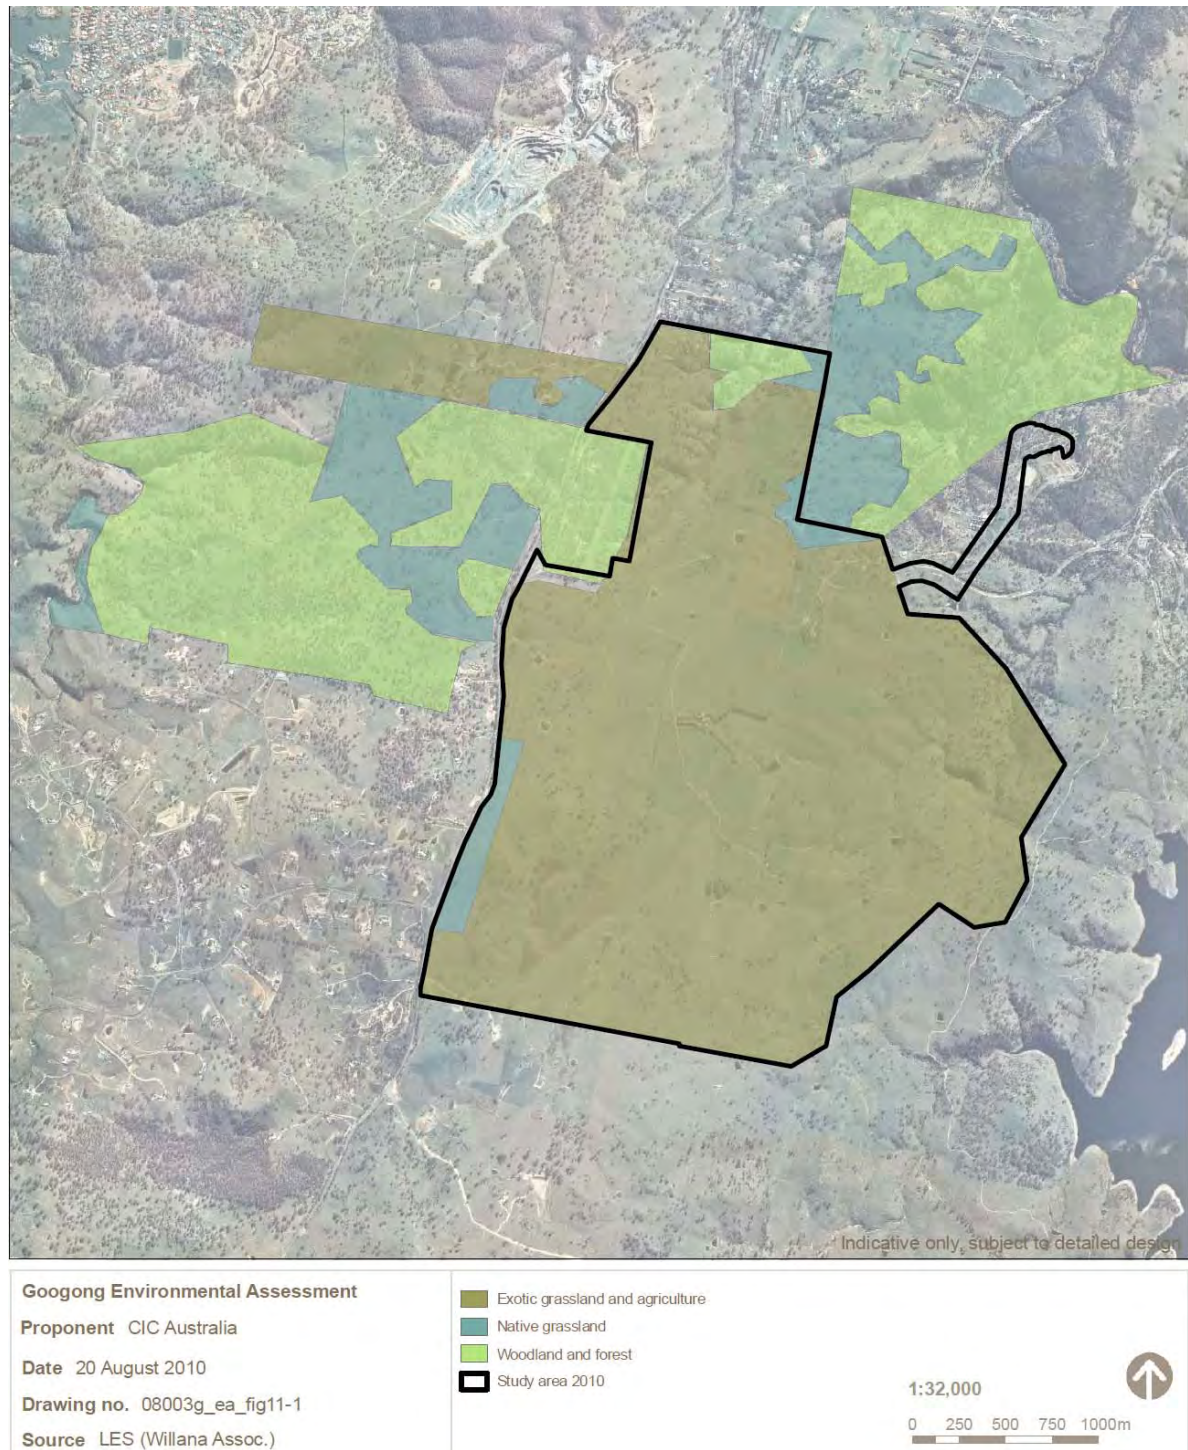 Indicative only, subject to detailed design
Googong Environmental Assessment
Proponent CIC Australia
Date 20 August 2010
Drawing no. 08003g_ea_fig11-1
Source LES (Willana Assoc.)
Exotic grassland and agriculture
Native grassland
Woodland and forest
Study area 2010
1:32,000
0 250 500 750 1000m